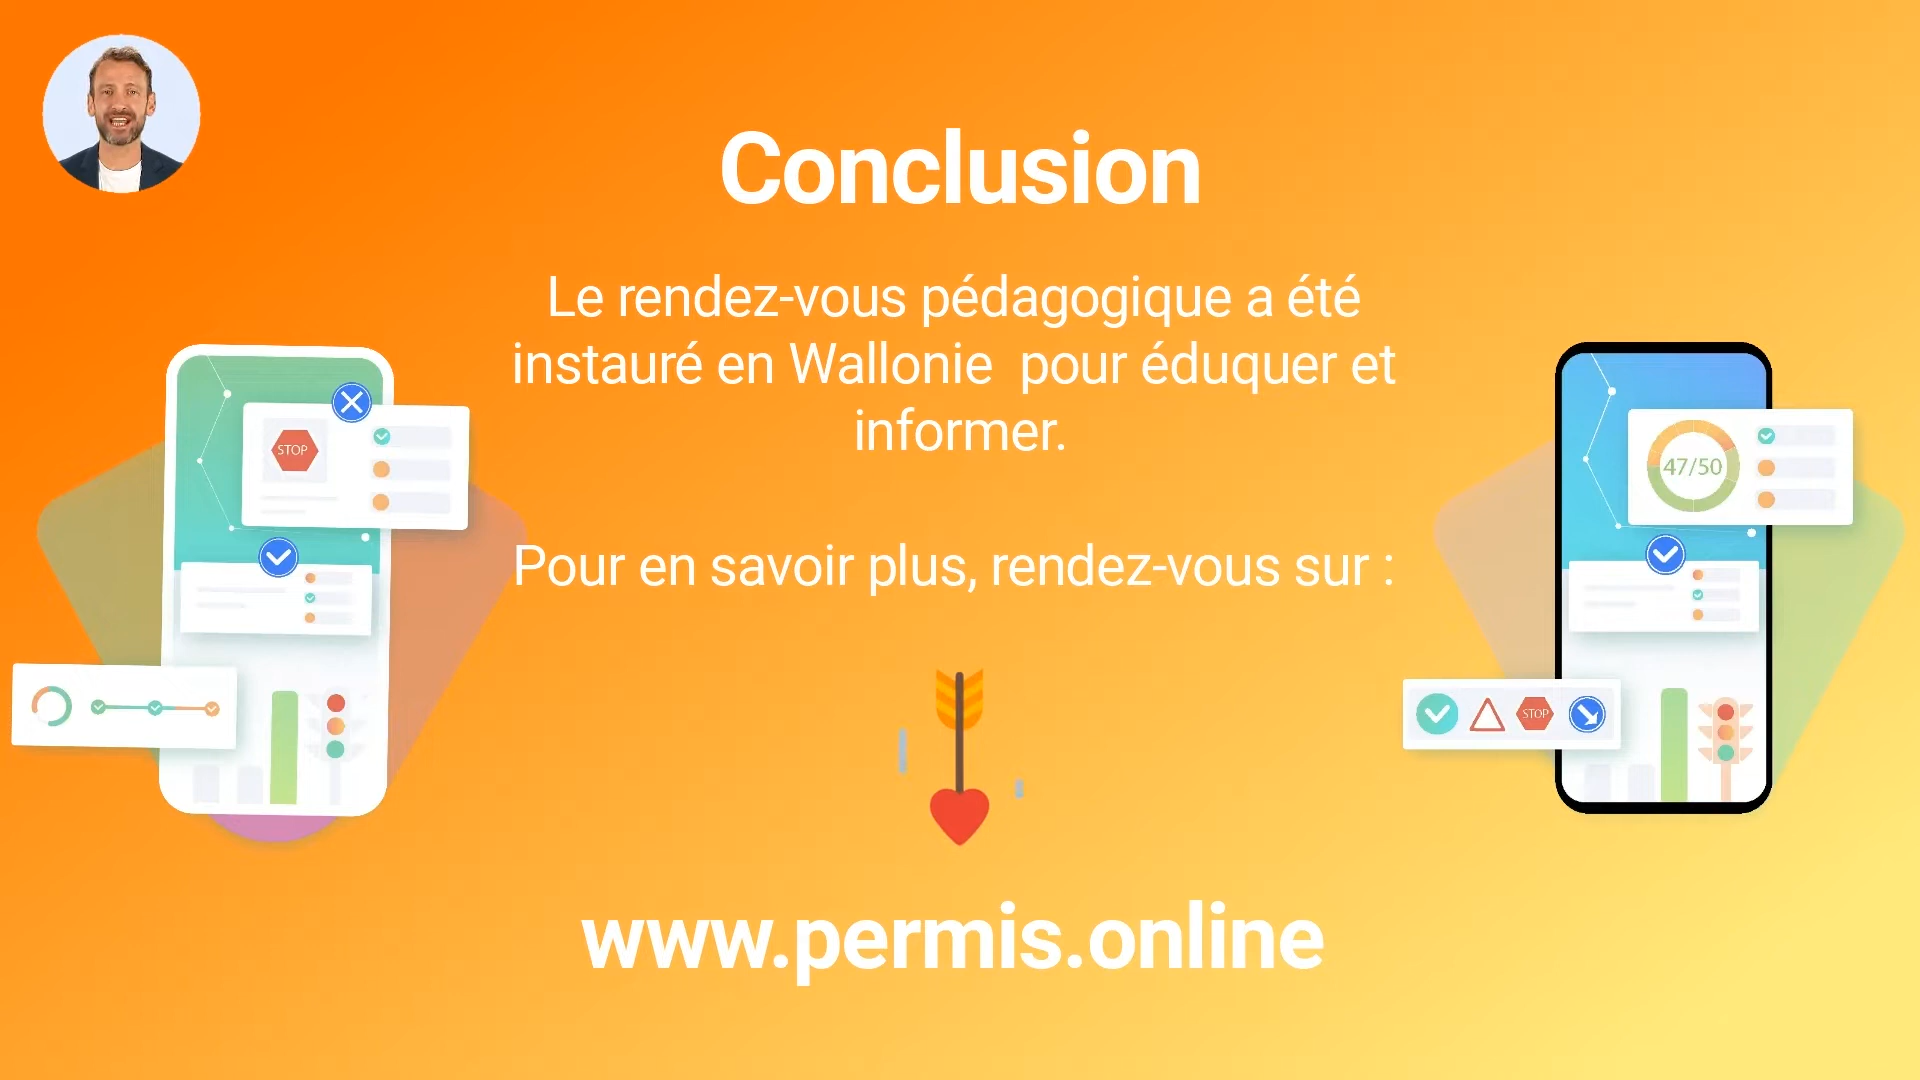 Conclusion
Le rendez-vous pédagogique a été
instauré en Wallonie  pour éduquer et
informer.
Pour en savoir plus, rendez-vous sur :
STOP
47/50
STOP
www.permis.online